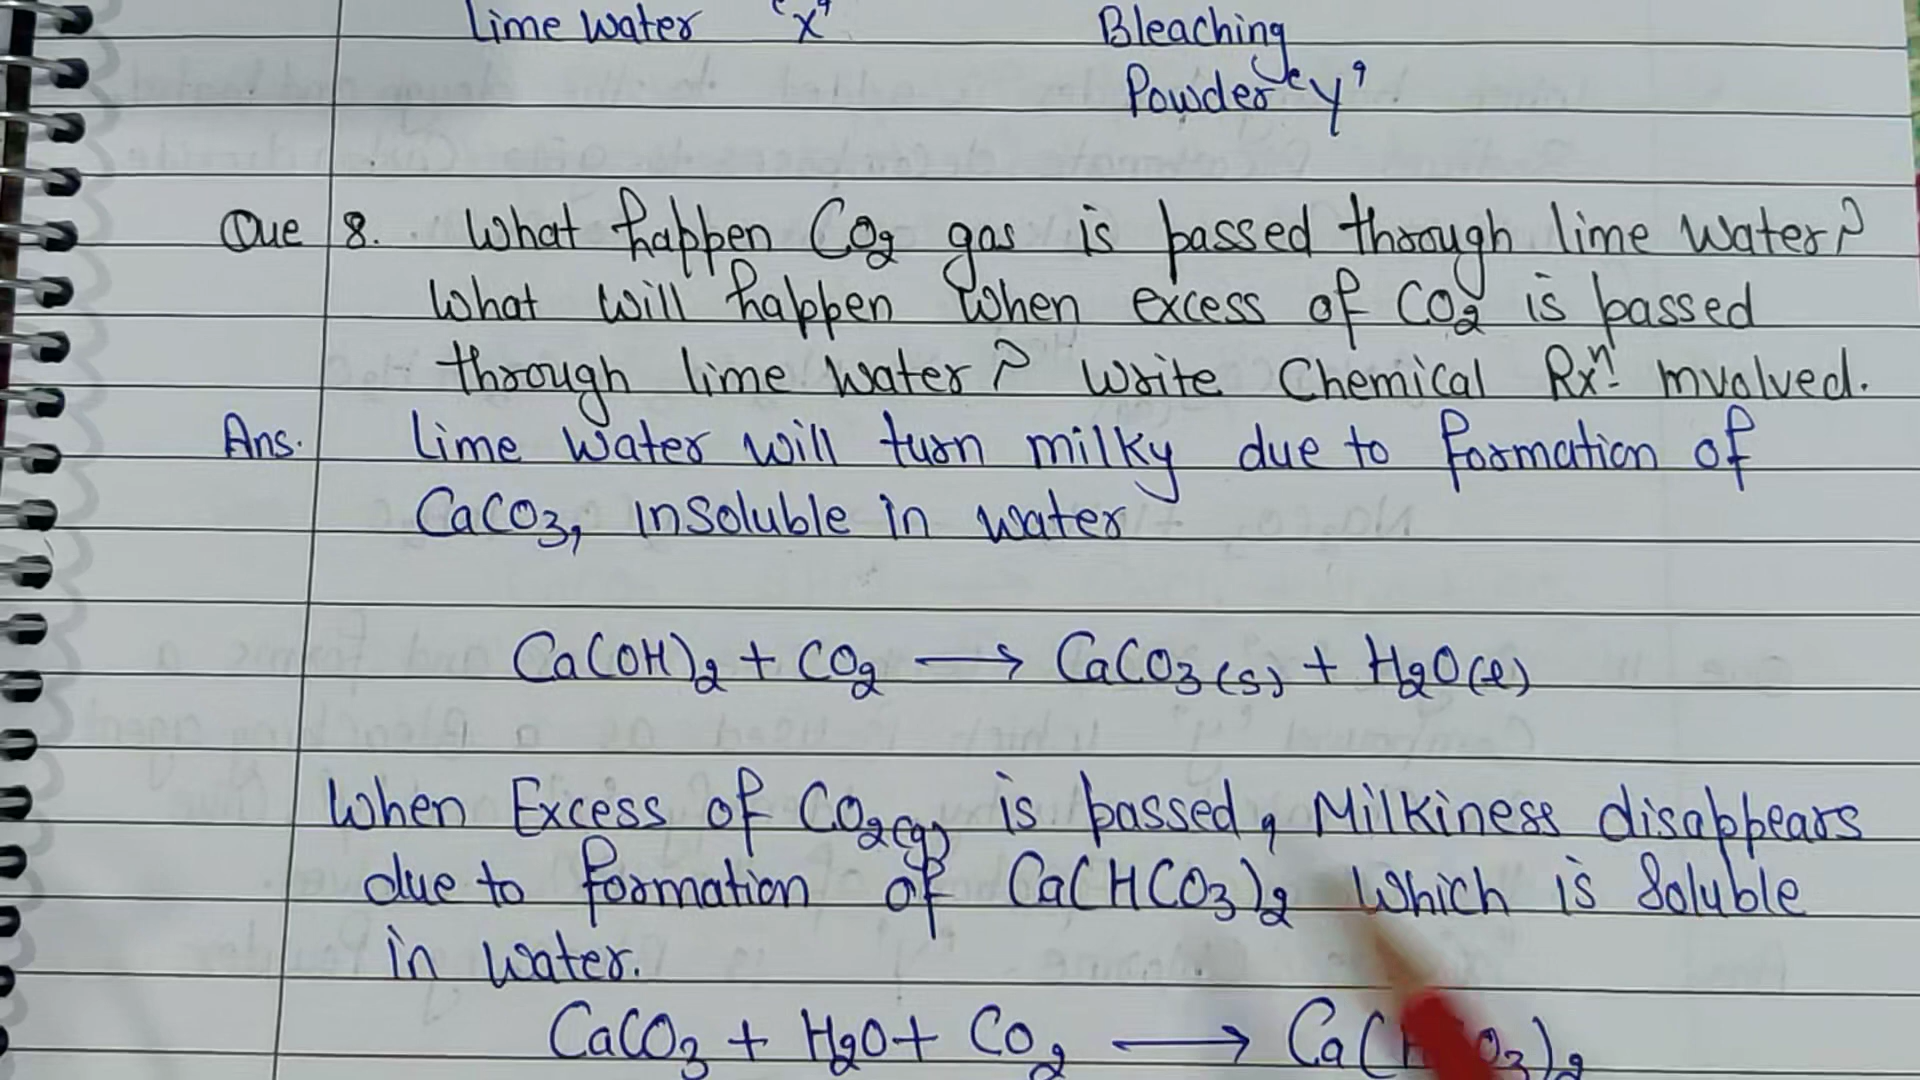 Lime Water 'x' Bleaching
Powder 'y'
Que 8. What happen CO2 gas is passed through lime water?
What will happen when excess of CO2 is passed
through lime water? Write Chemical Rxn. involved.
Ans. Lime Water will turn milky due to formation of
CaCO3, insoluble in water
Ca(OH)2 + CO2 → CaCO3(s) + H2O(l)
When Excess of CO2(g) is passed, Milkiness disappears
due to formation of Ca(HCO3)2 which is soluble
in water.
CaCO3 + H2O + CO2 → Ca(HCO3)2